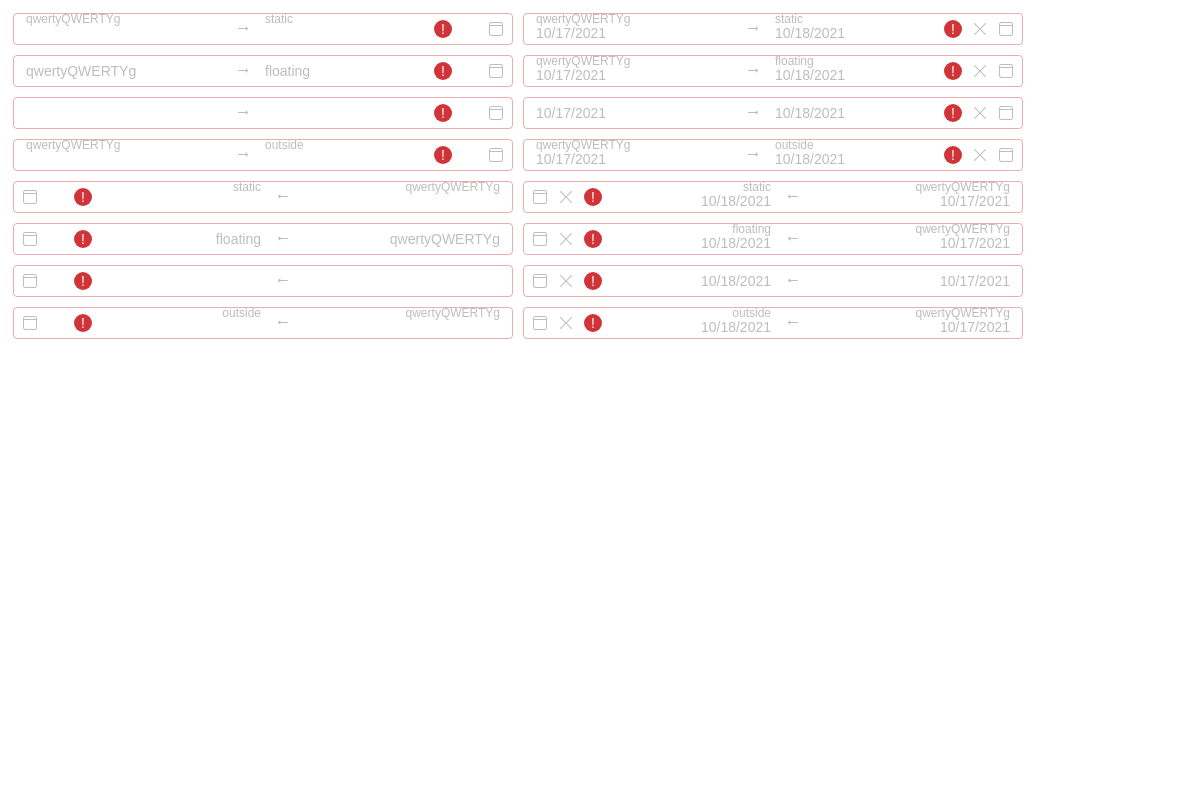 qwertyQWERTYg → static !
qwertyQWERTYg static
10/17/2021 → 10/18/2021 !
qwertyQWERTYg → floating !
qwertyQWERTYg floating
10/17/2021 → 10/18/2021 !
→ !
10/17/2021 → 10/18/2021 !
qwertyQWERTYg → outside !
qwertyQWERTYg outside
10/17/2021 → 10/18/2021 !
! static ← qwertyQWERTYg
static qwertyQWERTYg
! 10/18/2021 ← 10/17/2021
! floating ← qwertyQWERTYg
floating qwertyQWERTYg
! 10/18/2021 ← 10/17/2021
! ←
! 10/18/2021 ← 10/17/2021
! outside ← qwertyQWERTYg
outside qwertyQWERTYg
! 10/18/2021 ← 10/17/2021